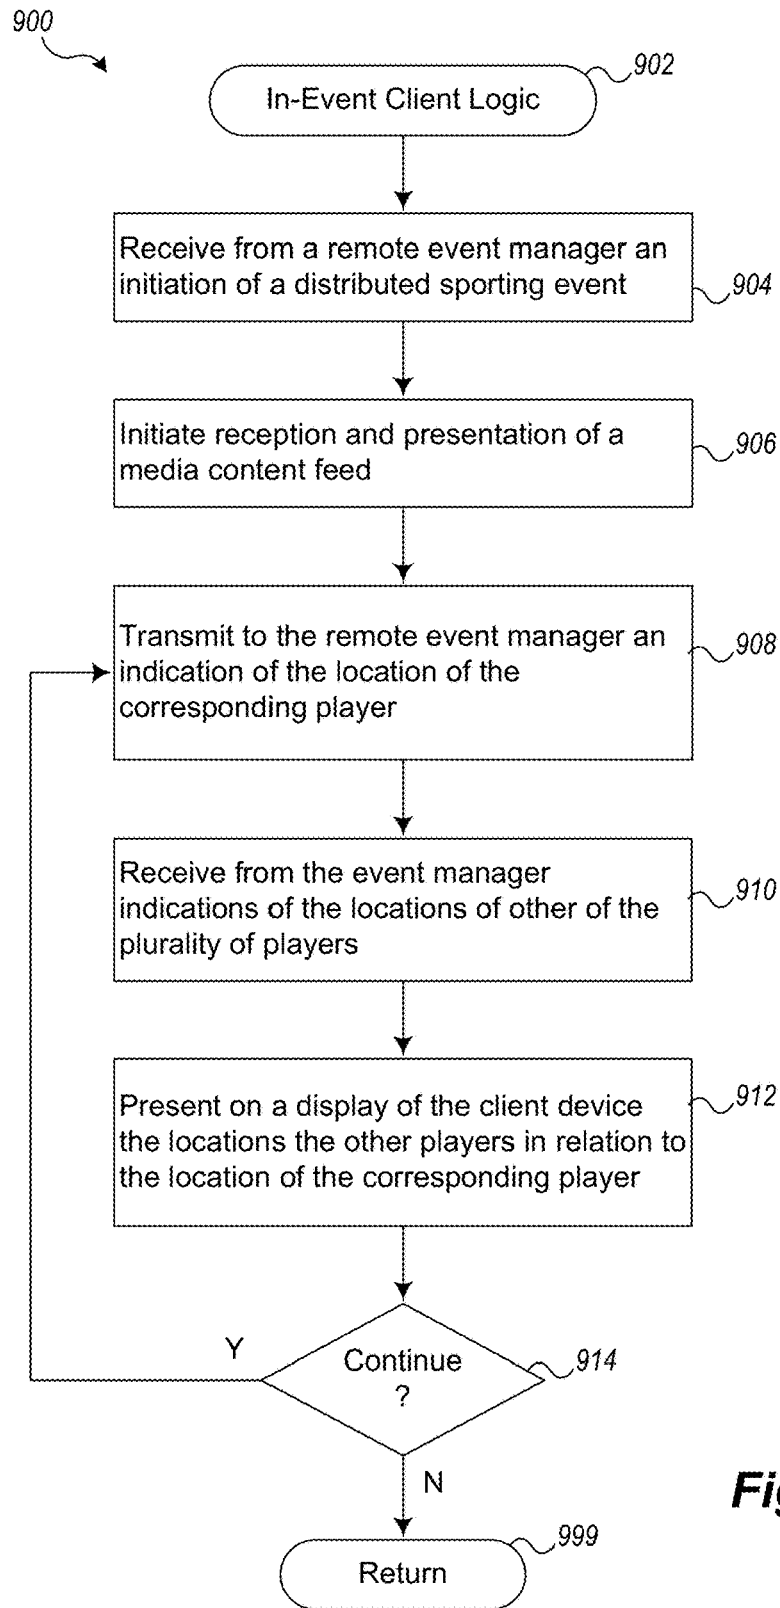 900
902
In-Event Client Logic
Receive from a remote event manager an
initiation of a distributed sporting event
904
Initiate reception and presentation of a
media content feed
906
Transmit to the remote event manager an
indication of the location of the
corresponding player
908
Receive from the event manager
indications of the locations of other of the
plurality of players
910
Present on a display of the client device
the locations the other players in relation to
the location of the corresponding player
912
Y
Continue
?
914
N
Return
999